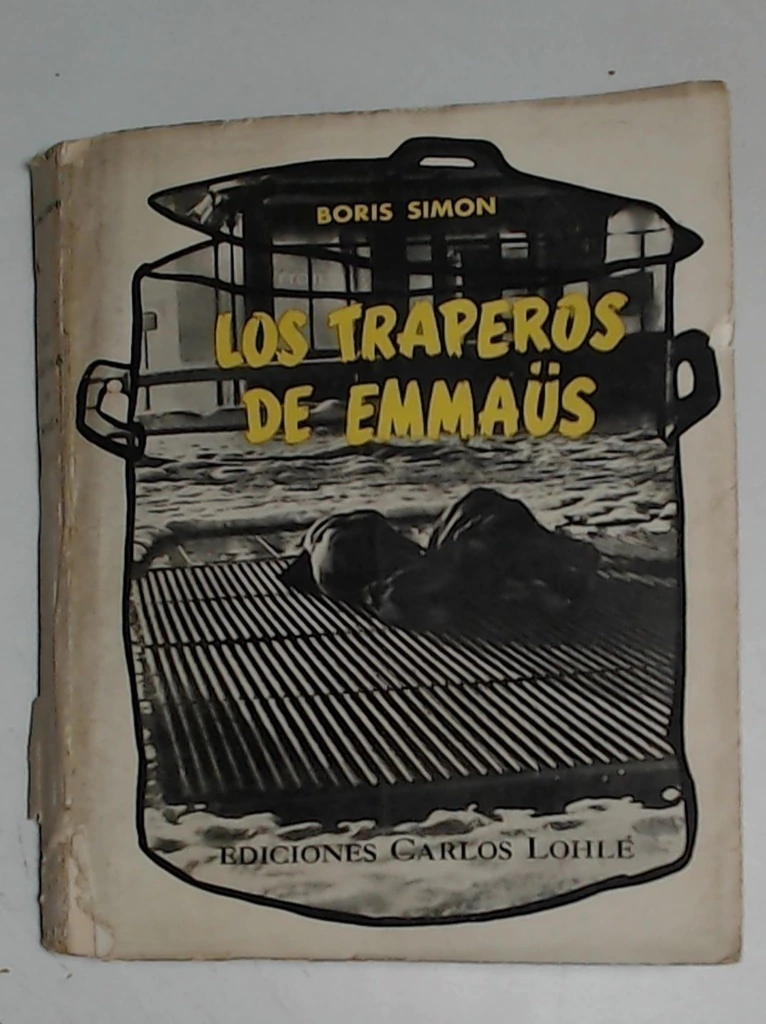 BORIS SIMON
LOS TRAPEROS
DE EMMAÜS
EDICIONES CARLOS LOHLÉ